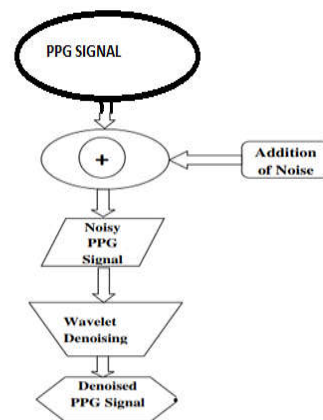 PPG SIGNAL
+
Addition
of Noise
Noisy
PPG
Signal
Wavelet
Denoising
Denoised
PPG Signal